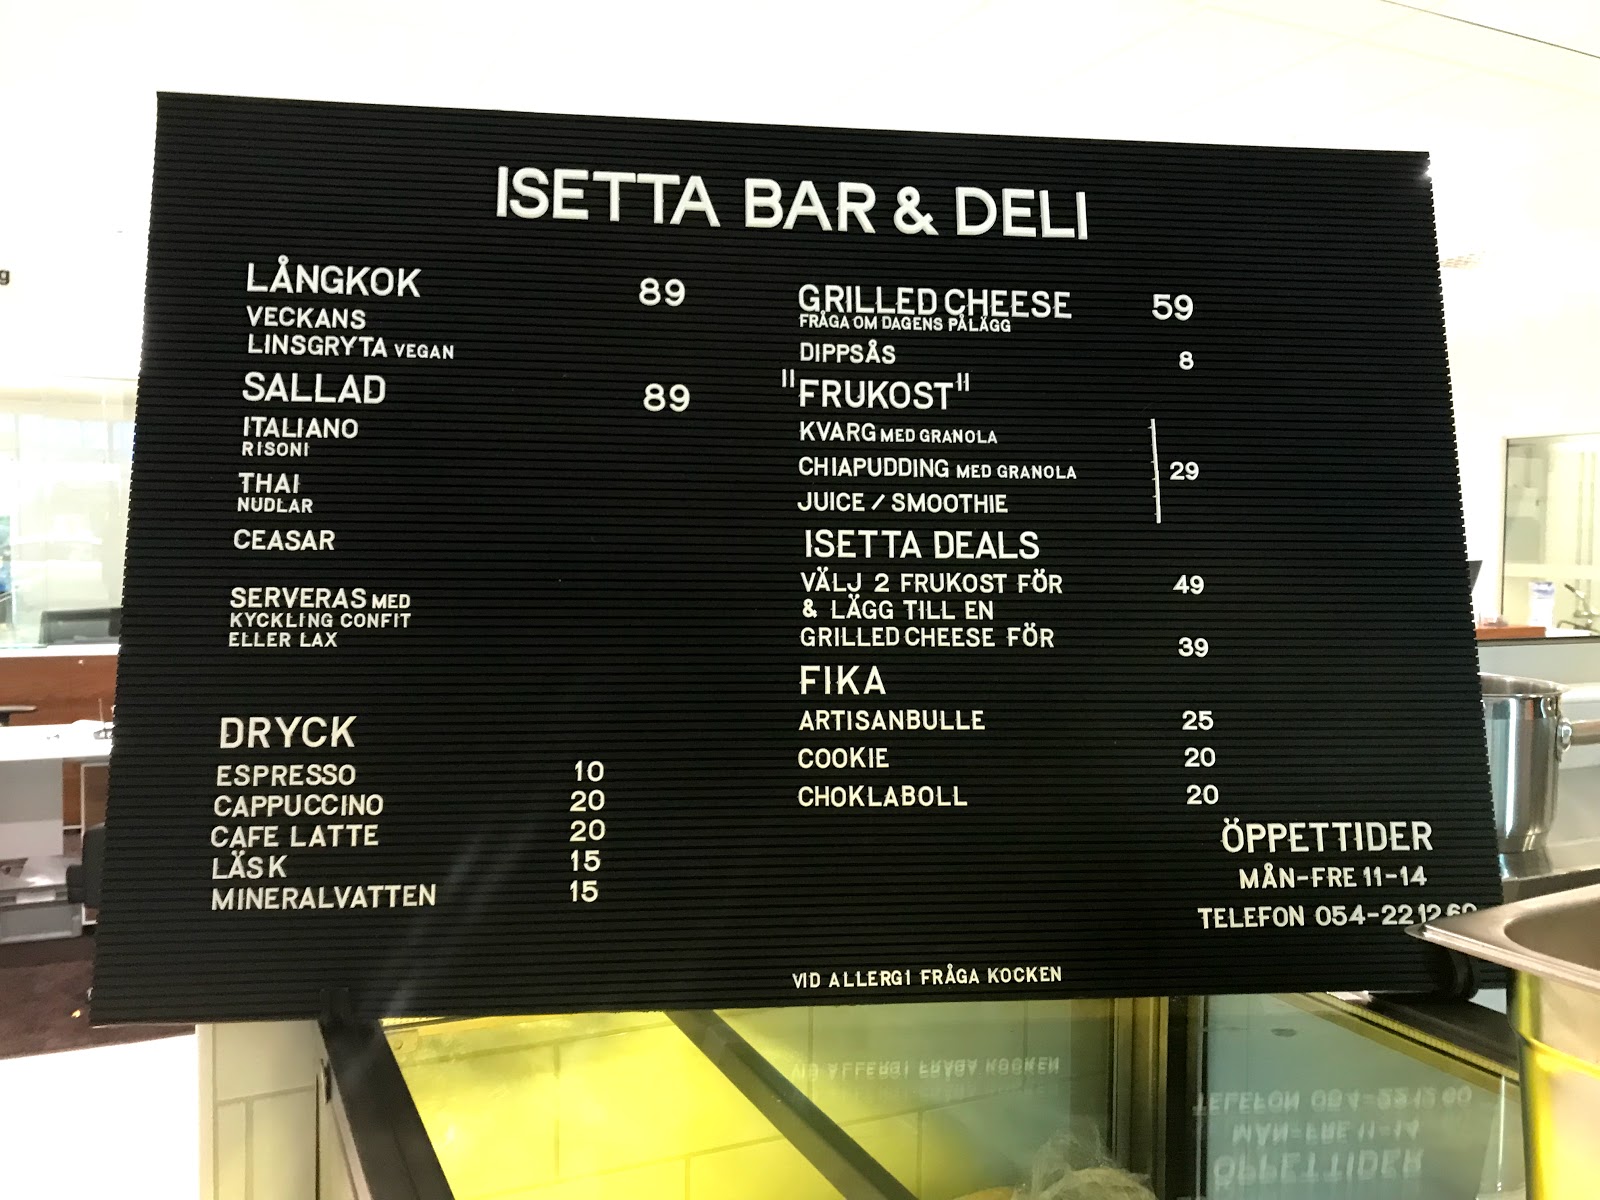 ISETTA BAR & DELI
LÅNGKOK 89
VECKANS
LINSGRYTA VEGAN
SALLAD 89
ITALIANO
RISONI
THAI
NUDLAR
CEASAR
SERVERAS MED
KYCKLING CONFIT
ELLER LAX
DRYCK
ESPRESSO 10
CAPPUCCINO 20
CAFE LATTE 20
LÄSK 15
MINERALVATTEN 15
GRILLED CHEESE 59
FRÅGA OM DAGENS PÅLÄGG
DIPPSÅS 8
"FRUKOST"
KVARG MED GRANOLA
CHIAPUDDING MED GRANOLA 29
JUICE / SMOOTHIE
ISETTA DEALS
VÄLJ 2 FRUKOST FÖR 49
& LÄGG TILL EN
GRILLED CHEESE FÖR 39
FIKA
ARTISANBULLE 25
COOKIE 20
CHOKLABOLL 20
ÖPPETTIDER
MÅN-FRE 11-14
TELEFON 054-22 12 60
VID ALLERGI FRÅGA KOCKEN